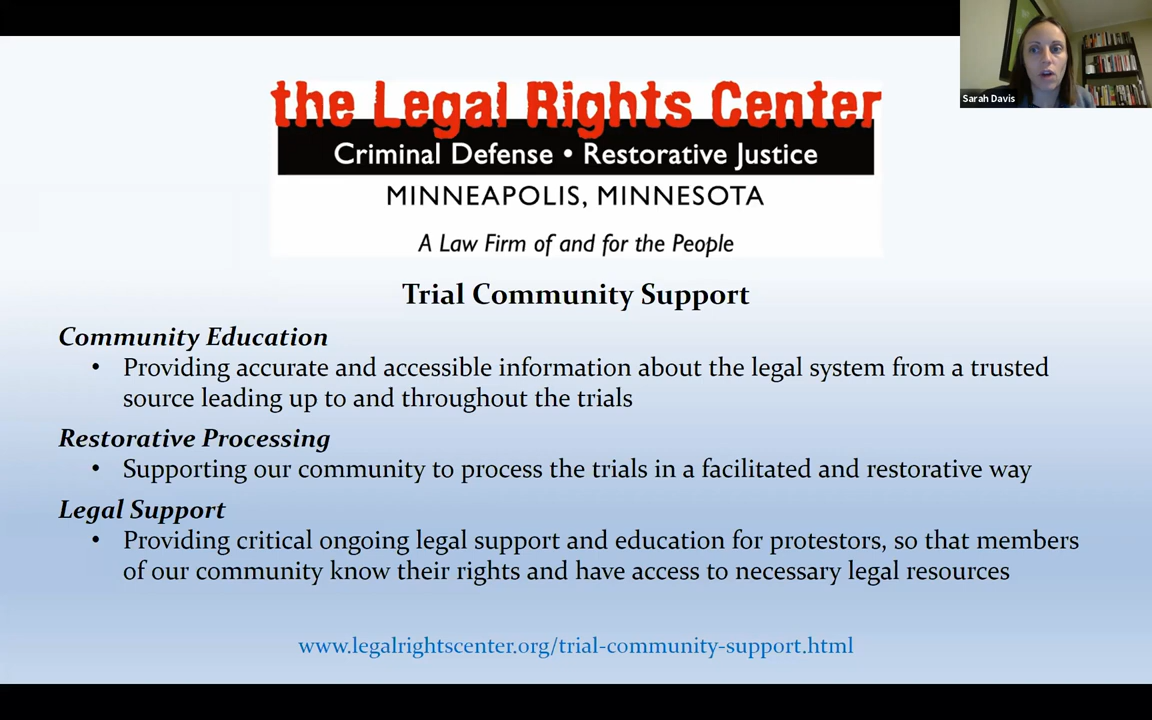 the Legal Rights Center
Criminal Defense • Restorative Justice
MINNEAPOLIS, MINNESOTA
A Law Firm of and for the People
Sarah Davis
Trial Community Support
Community Education
• Providing accurate and accessible information about the legal system from a trusted
source leading up to and throughout the trials
Restorative Processing
• Supporting our community to process the trials in a facilitated and restorative way
Legal Support
• Providing critical ongoing legal support and education for protestors, so that members
of our community know their rights and have access to necessary legal resources
www.legalrightscenter.org/trial-community-support.html